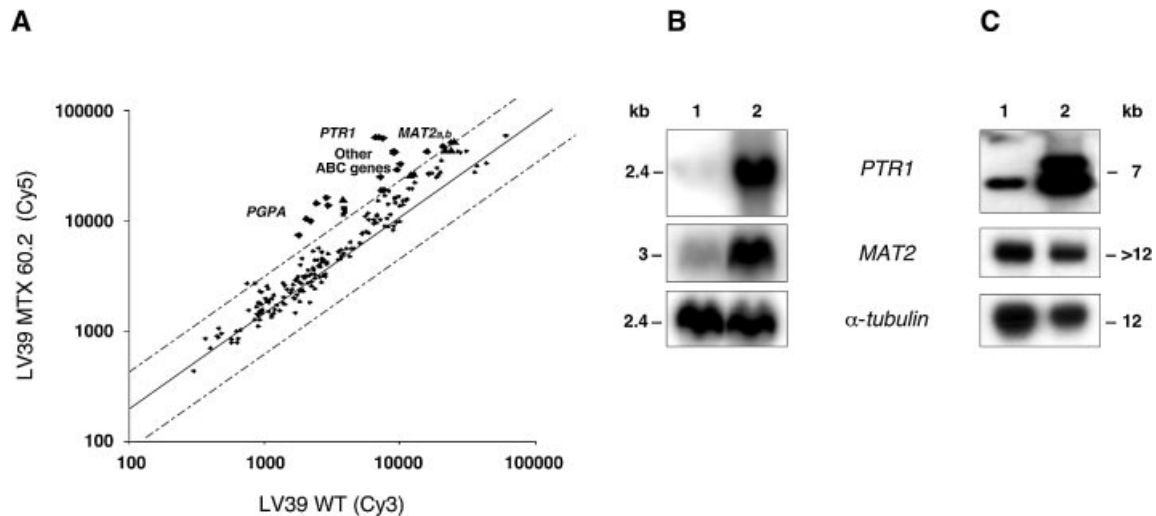 A
B
C
100000
10000
1000
100
100
1000
10000
100000
LV39 MTX 60.2 (Cy5)
LV39 WT (Cy3)
PTR1
MAT2a,b
Other
ABC genes
PGPA
kb 1 2
2.4
3
2.4
PTR1
MAT2
α-tubulin
1 2 kb
7
>12
12